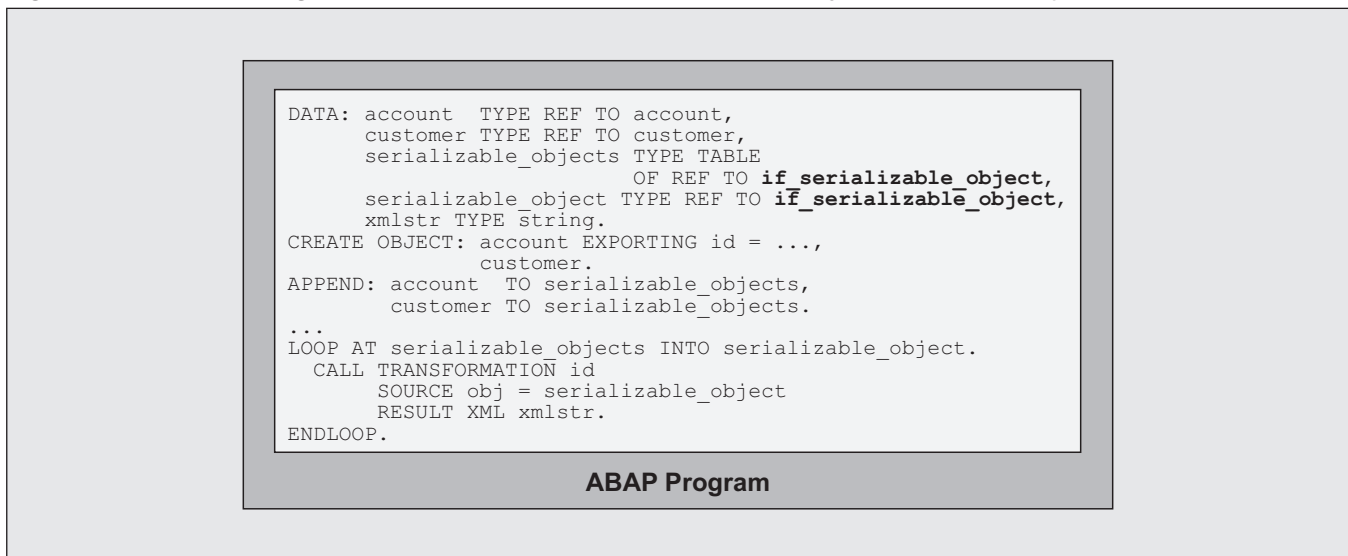 DATA: account  TYPE REF TO account,
      customer TYPE REF TO customer,
      serializable_objects TYPE TABLE
                           OF REF TO if_serializable_object,
      serializable_object TYPE REF TO if_serializable_object,
      xmlstr TYPE string.
CREATE OBJECT: account EXPORTING id = ...,
               customer.
APPEND: account  TO serializable_objects,
        customer TO serializable_objects.
...
LOOP AT serializable_objects INTO serializable_object.
  CALL TRANSFORMATION id
       SOURCE obj = serializable_object
       RESULT XML xmlstr.
ENDLOOP.
ABAP Program